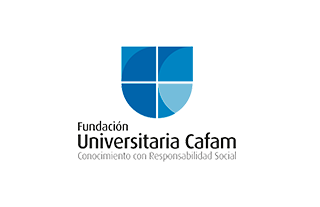 Fundación
Universitaria Cafam
Conocimiento con Responsabilidad Social